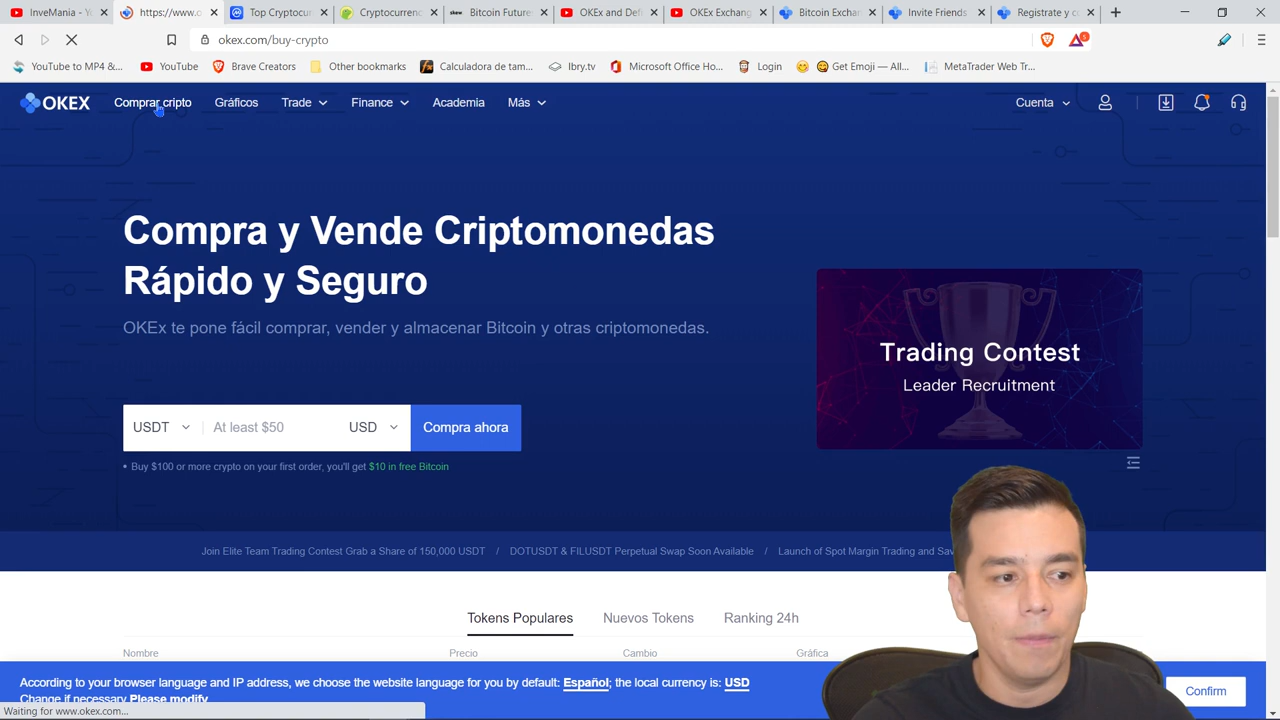 InveMania – Yo
https://www.o
Top Cryptocur
Cryptocurrenc
skew Bitcoin Future
OKEx and Def
OKEx Exchang
Bitcoin Exchan
Invite Friends
Registrate y c
okex.com/buy-crypto
YouTube to MP4 &...
YouTube
Brave Creators
Other bookmarks
Calculadora de tam...
lbry.tv
Microsoft Office Ho...
Login
Get Emoji — All...
MetaTrader Web Tr...
OKEX
Comprar cripto
Gráficos
Trade
Finance
Academia
Más
Cuenta
Compra y Vende Criptomonedas
Rápido y Seguro
OKEx te pone fácil comprar, vender y almacenar Bitcoin y otras criptomonedas.
Trading Contest
Leader Recruitment
USDT At least $50 USD Compra ahora
• Buy $100 or more crypto on your first order, you'll get $10 in free Bitcoin
Join Elite Team Trading Contest Grab a Share of 150,000 USDT / DOTUSDT & FILUSDT Perpetual Swap Soon Available / Launch of Spot Margin Trading and Sav
Tokens Populares Nuevos Tokens Ranking 24h
Nombre Precio Cambio Gráfica
According to your browser language and IP address, we choose the website language for you by default: Español; the local currency is: USD
Change if necessary Please modify
Confirm
Waiting for www.okex.com...